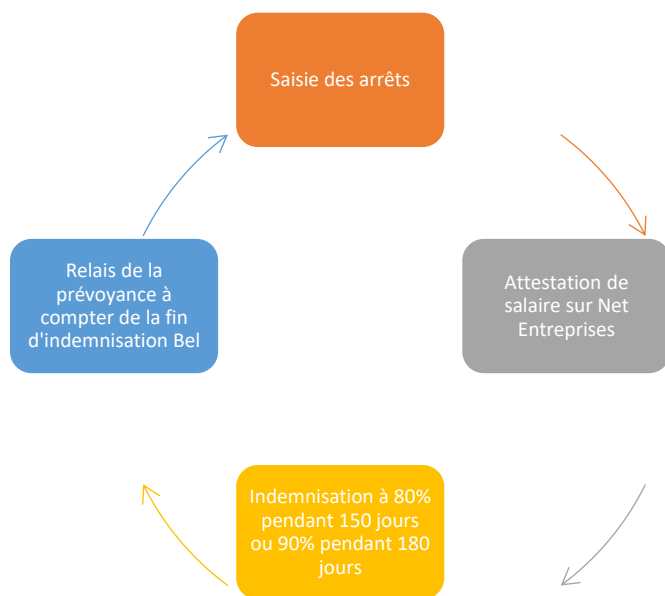 Saisie des arrêts
Relais de la
prévoyance à
compter de la fin
d'indemnisation Bel
Attestation de
salaire sur Net
Entreprises
Indemnisation à 80%
pendant 150 jours
ou 90% pendant 180
jours